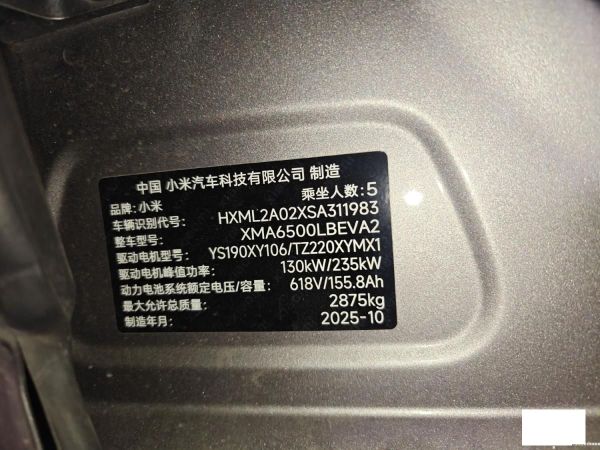 中国 小米汽车科技有限公司 制造
品牌:小米 乘坐人数:5
车辆识别代号: HXML2A02XSA311983
整车型号: XMA6500LBEVA2
驱动电机型号: YS190XY106/TZ220XYMX1
驱动电机峰值功率: 130kW/235kW
动力电池系统额定电压/容量: 618V/155.8Ah
最大允许总质量: 2875kg
制造年月: 2025-10